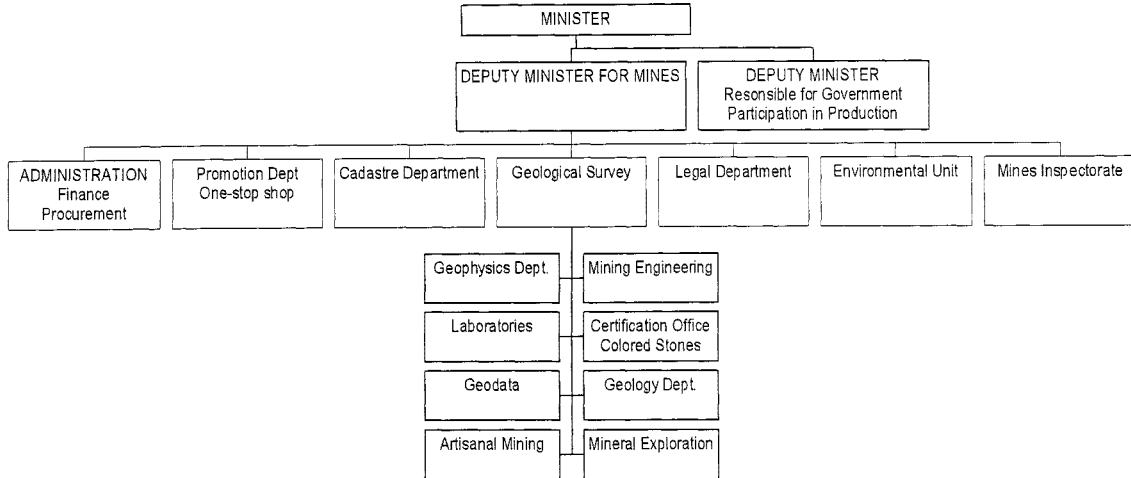 MINISTER
DEPUTY MINISTER FOR MINES
DEPUTY MINISTER
Resonsible for Government
Participation in Production
ADMINISTRATION
Finance
Procurement
Promotion Dept
One-stop shop
Cadastre Department
Geological Survey
Legal Department
Environmental Unit
Mines Inspectorate
Geophysics Dept.
Mining Engineering
Laboratories
Certification Office
Colored Stones
Geodata
Geology Dept.
Artisanal Mining
Mineral Exploration